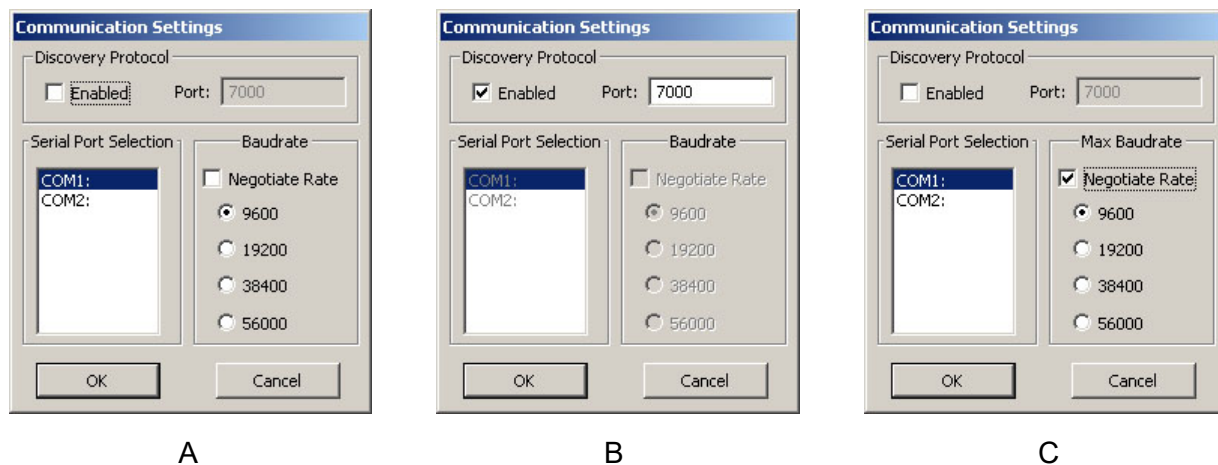 Communication Settings
Discovery Protocol
Enabled Port: 7000
Serial Port Selection
COM1:
COM2:
Baudrate
Negotiate Rate
9600
19200
38400
56000
OK Cancel
A
Communication Settings
Discovery Protocol
Enabled Port: 7000
Serial Port Selection
COM1:
COM2:
Baudrate
Negotiate Rate
9600
19200
38400
56000
OK Cancel
B
Communication Settings
Discovery Protocol
Enabled Port: 7000
Serial Port Selection
COM1:
COM2:
Max Baudrate
Negotiate Rate
9600
19200
38400
56000
OK Cancel
C